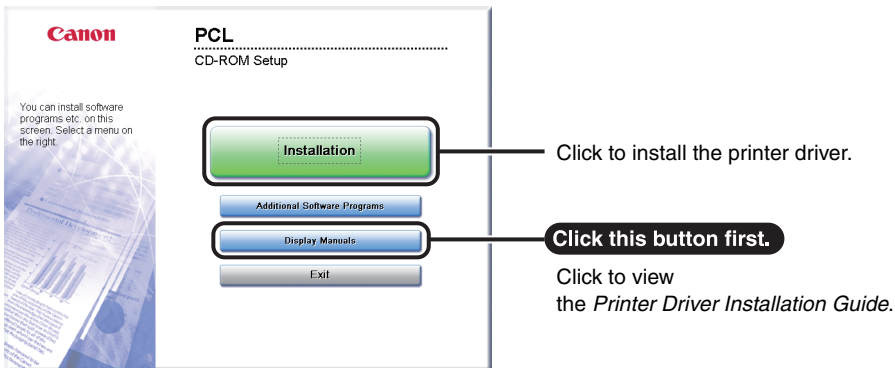 Canon
PCL
CD-ROM Setup
You can install software
programs etc. on this
screen. Select a menu on
the right.
Installation
Click to install the printer driver.
Additional Software Programs
Display Manuals
Click this button first.
Exit
Click to view
the Printer Driver Installation Guide.
Professional Development